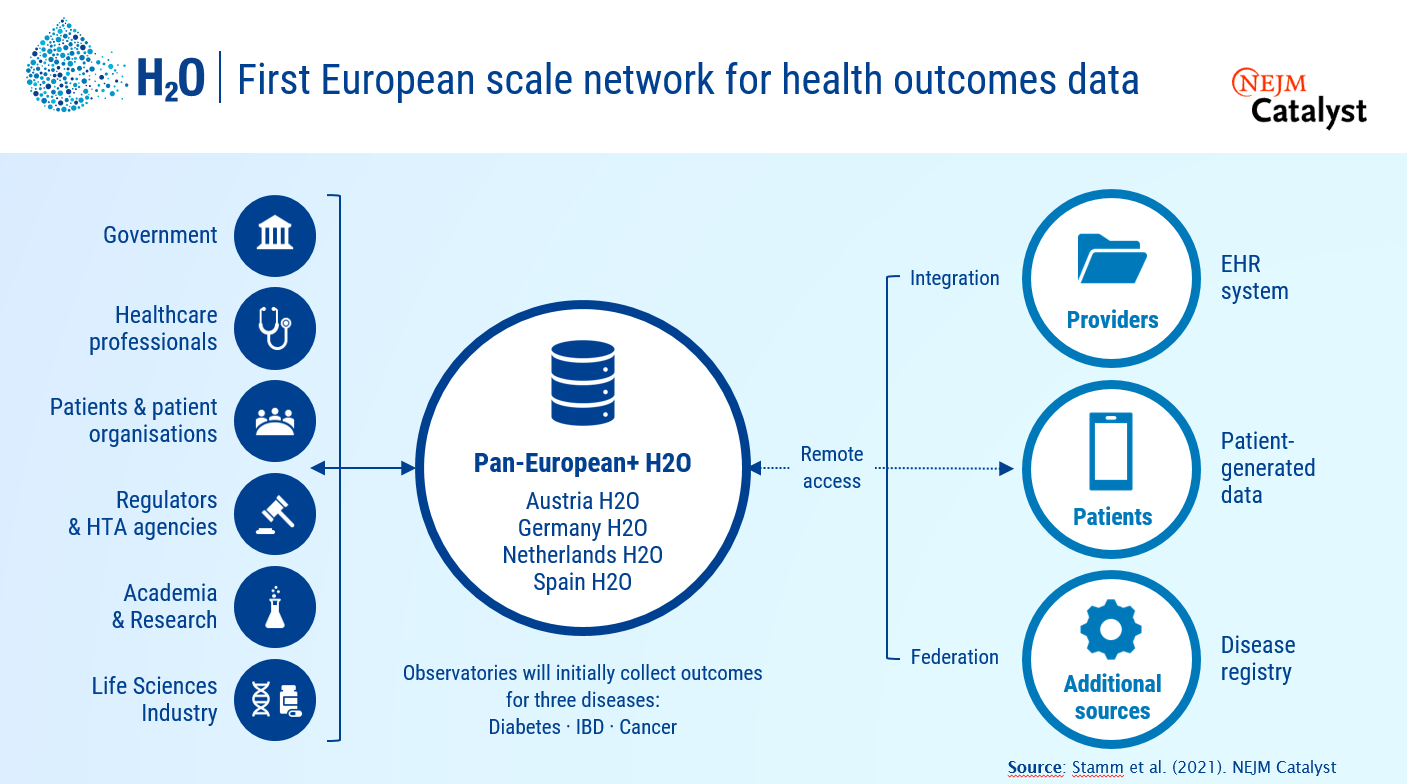 H2O
First European scale network for health outcomes data
NEJM
Catalyst
Government
Healthcare
professionals
Patients & patient
organisations
Regulators
& HTA agencies
Academia
& Research
Life Sciences
Industry
Pan-European+ H2O
Austria H2O
Germany H2O
Netherlands H2O
Spain H2O
Observatories will initially collect outcomes
for three diseases:
Diabetes · IBD · Cancer
Remote
access
Integration
Federation
Providers
EHR
system
Patients
Patient-
generated
data
Additional
sources
Disease
registry
Source: Stamm et al. (2021). NEJM Catalyst